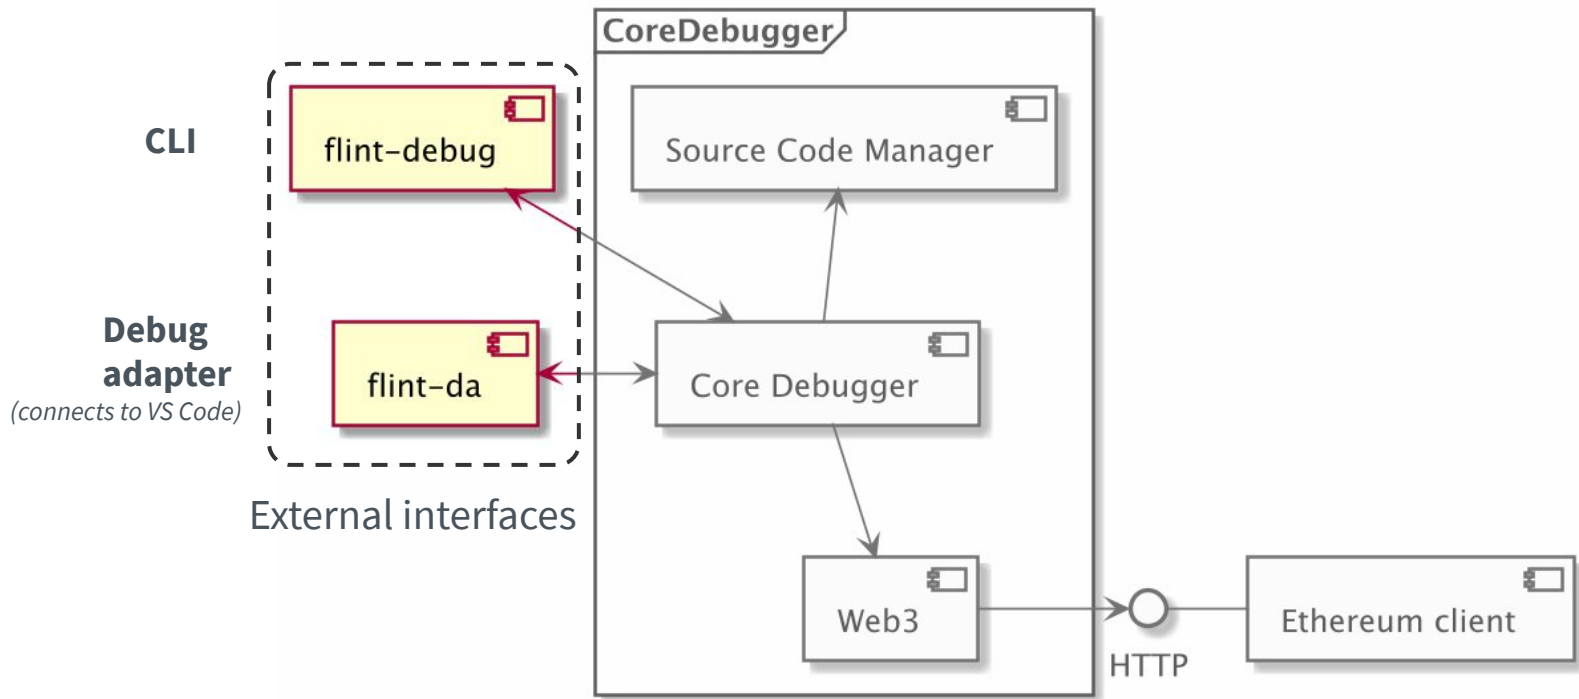 CoreDebugger
CLI
flint-debug
Source Code Manager
Debug
adapter
(connects to VS Code)
flint-da
Core Debugger
External interfaces
Web3
HTTP
Ethereum client